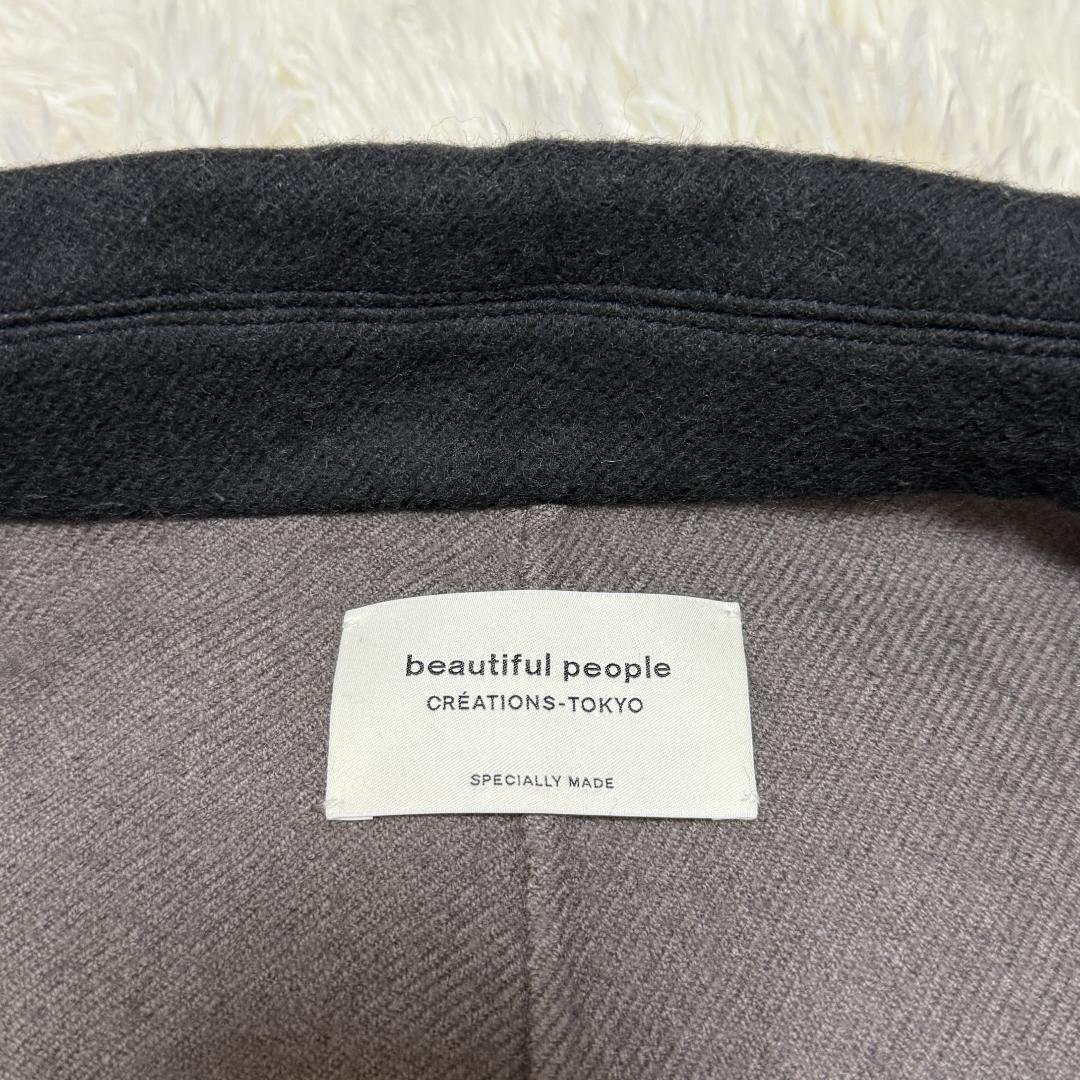 beautiful people
CRÉATIONS-TOKYO
SPECIALLY MADE